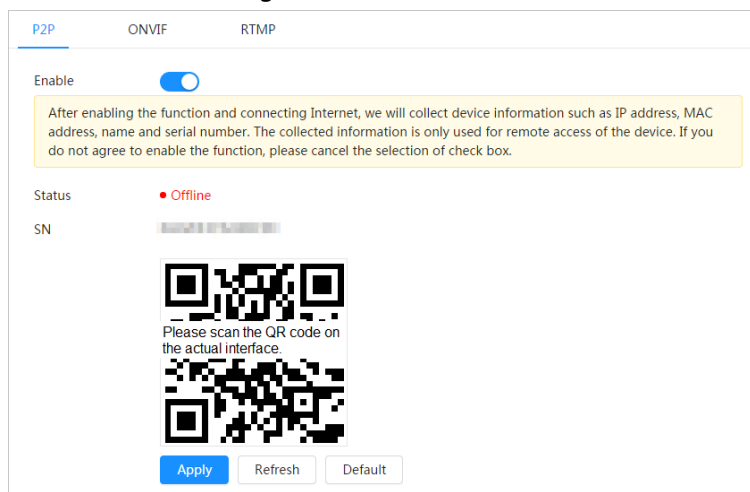 P2P ONVIF RTMP
Enable
After enabling the function and connecting Internet, we will collect device information such as IP address, MAC
address, name and serial number. The collected information is only used for remote access of the device. If you
do not agree to enable the function, please cancel the selection of check box.
Status Offline
SN
Please scan the QR code on
the actual interface.
Apply Refresh Default